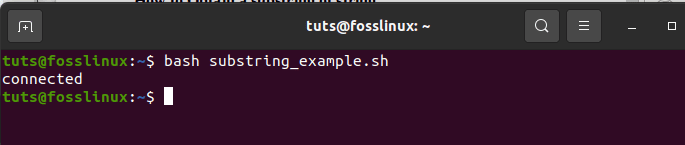 tuts@fosslinux: ~
tuts@fosslinux:~$ bash substring_example.sh
connected
tuts@fosslinux:~$